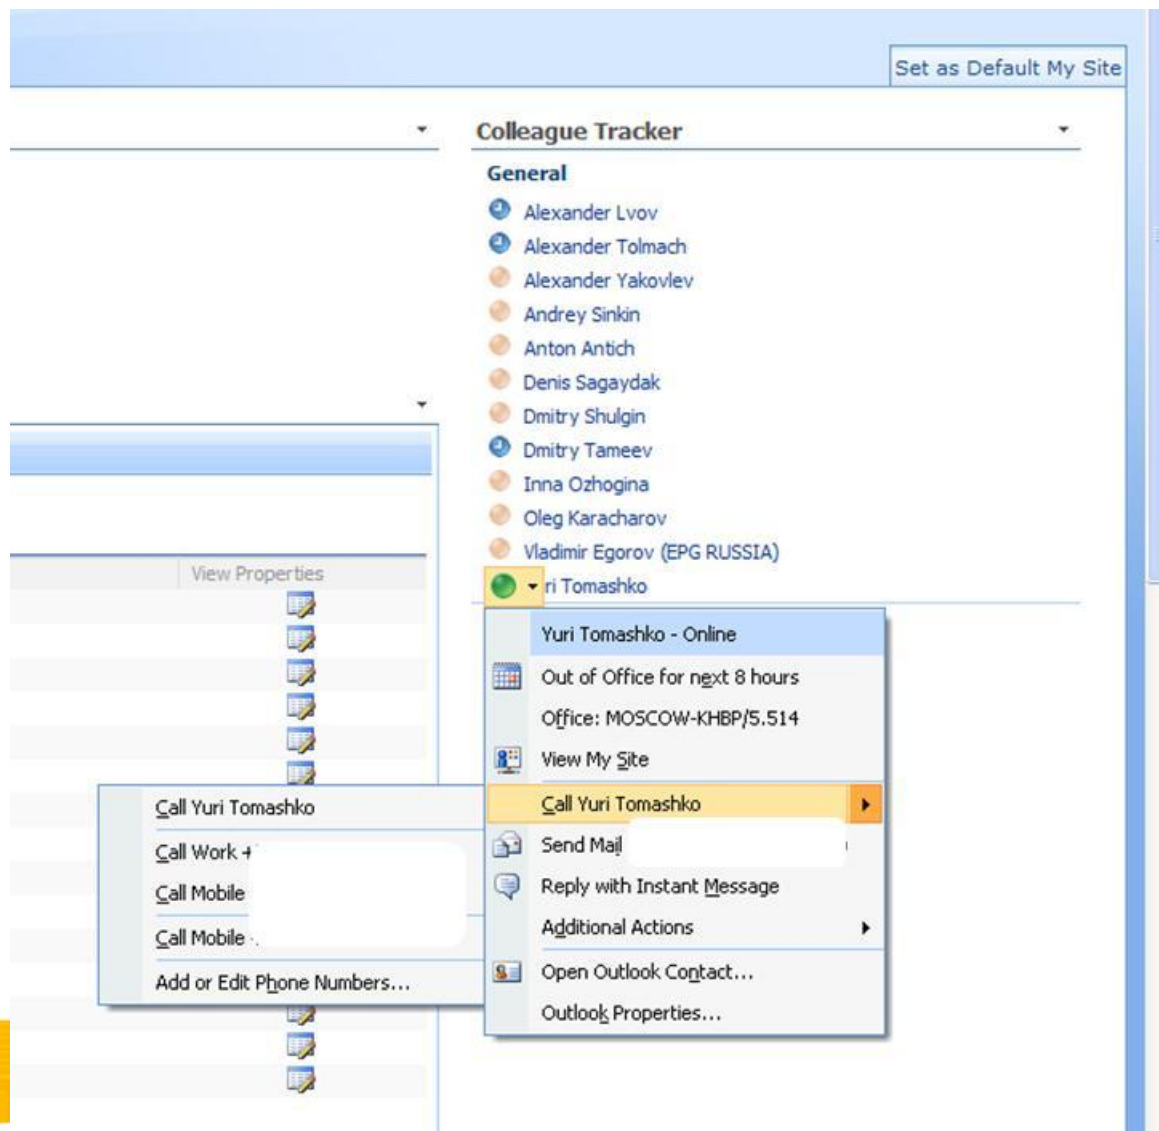 Set as Default My Site
Colleague Tracker
General
Alexander Lvov
Alexander Tolmach
Alexander Yakovlev
Andrey Sinkin
Anton Antich
Denis Sagaydak
Dmitry Shulgin
Dmitry Tameev
Inna Ozhogina
Oleg Karacharov
Vladimir Egorov (EPG RUSSIA)
ri Tomashko
View Properties
Yuri Tomashko - Online
Out of Office for next 8 hours
Office: MOSCOW-KHBP/5.514
View My Site
Call Yuri Tomashko
Send Mail
Reply with Instant Message
Additional Actions
Open Outlook Contact...
Outlook Properties...
Call Yuri Tomashko
Call Work +
Call Mobile
Call Mobile
Add or Edit Phone Numbers...